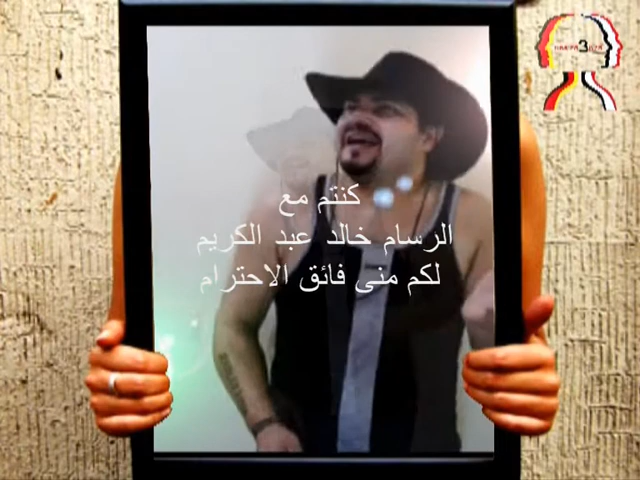 كنتم مع
الرسام خالد عبد الكريم
لكم منى فائق الاحترام